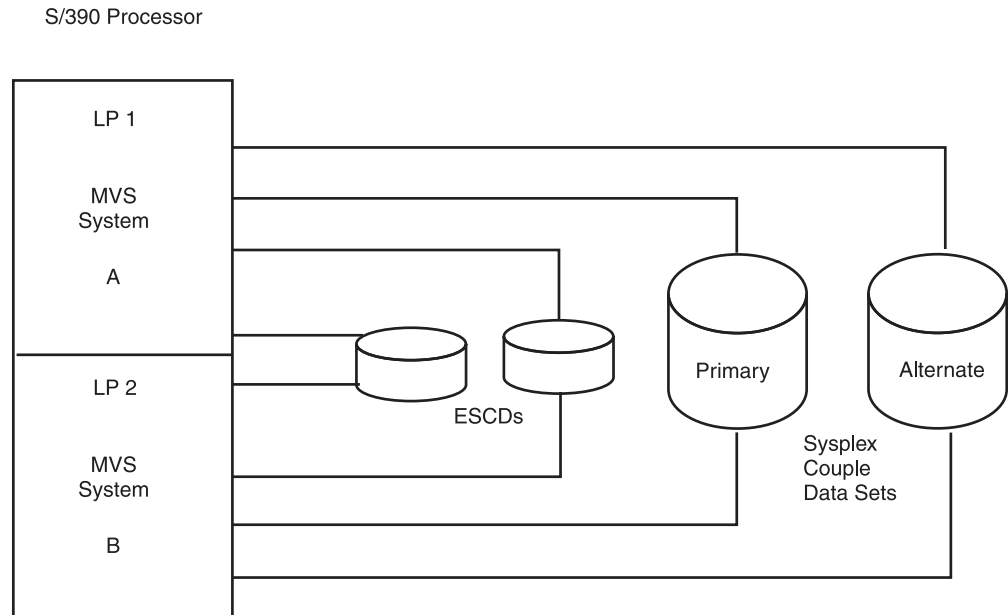 S/390 Processor
LP 1
MVS
System
A
LP 2
MVS
System
B
ESCDs
Primary
Alternate
Sysplex
Couple
Data Sets